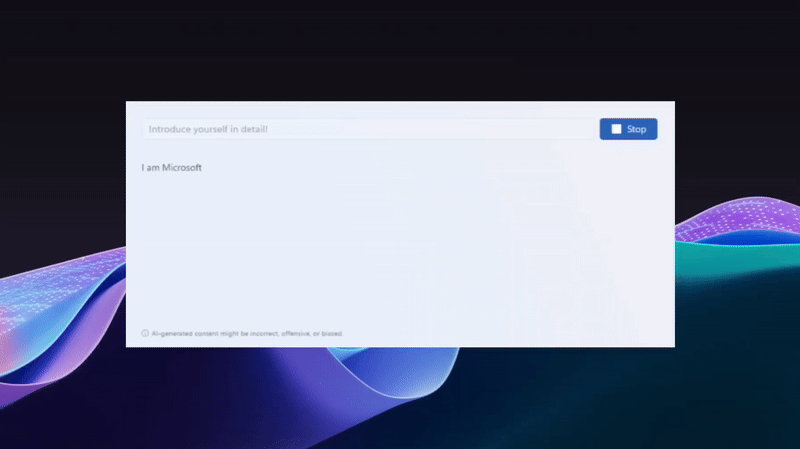 Introduce yourself in detail!
Stop
I am Microsoft
AI-generated content might be incorrect, offensive, or biased.